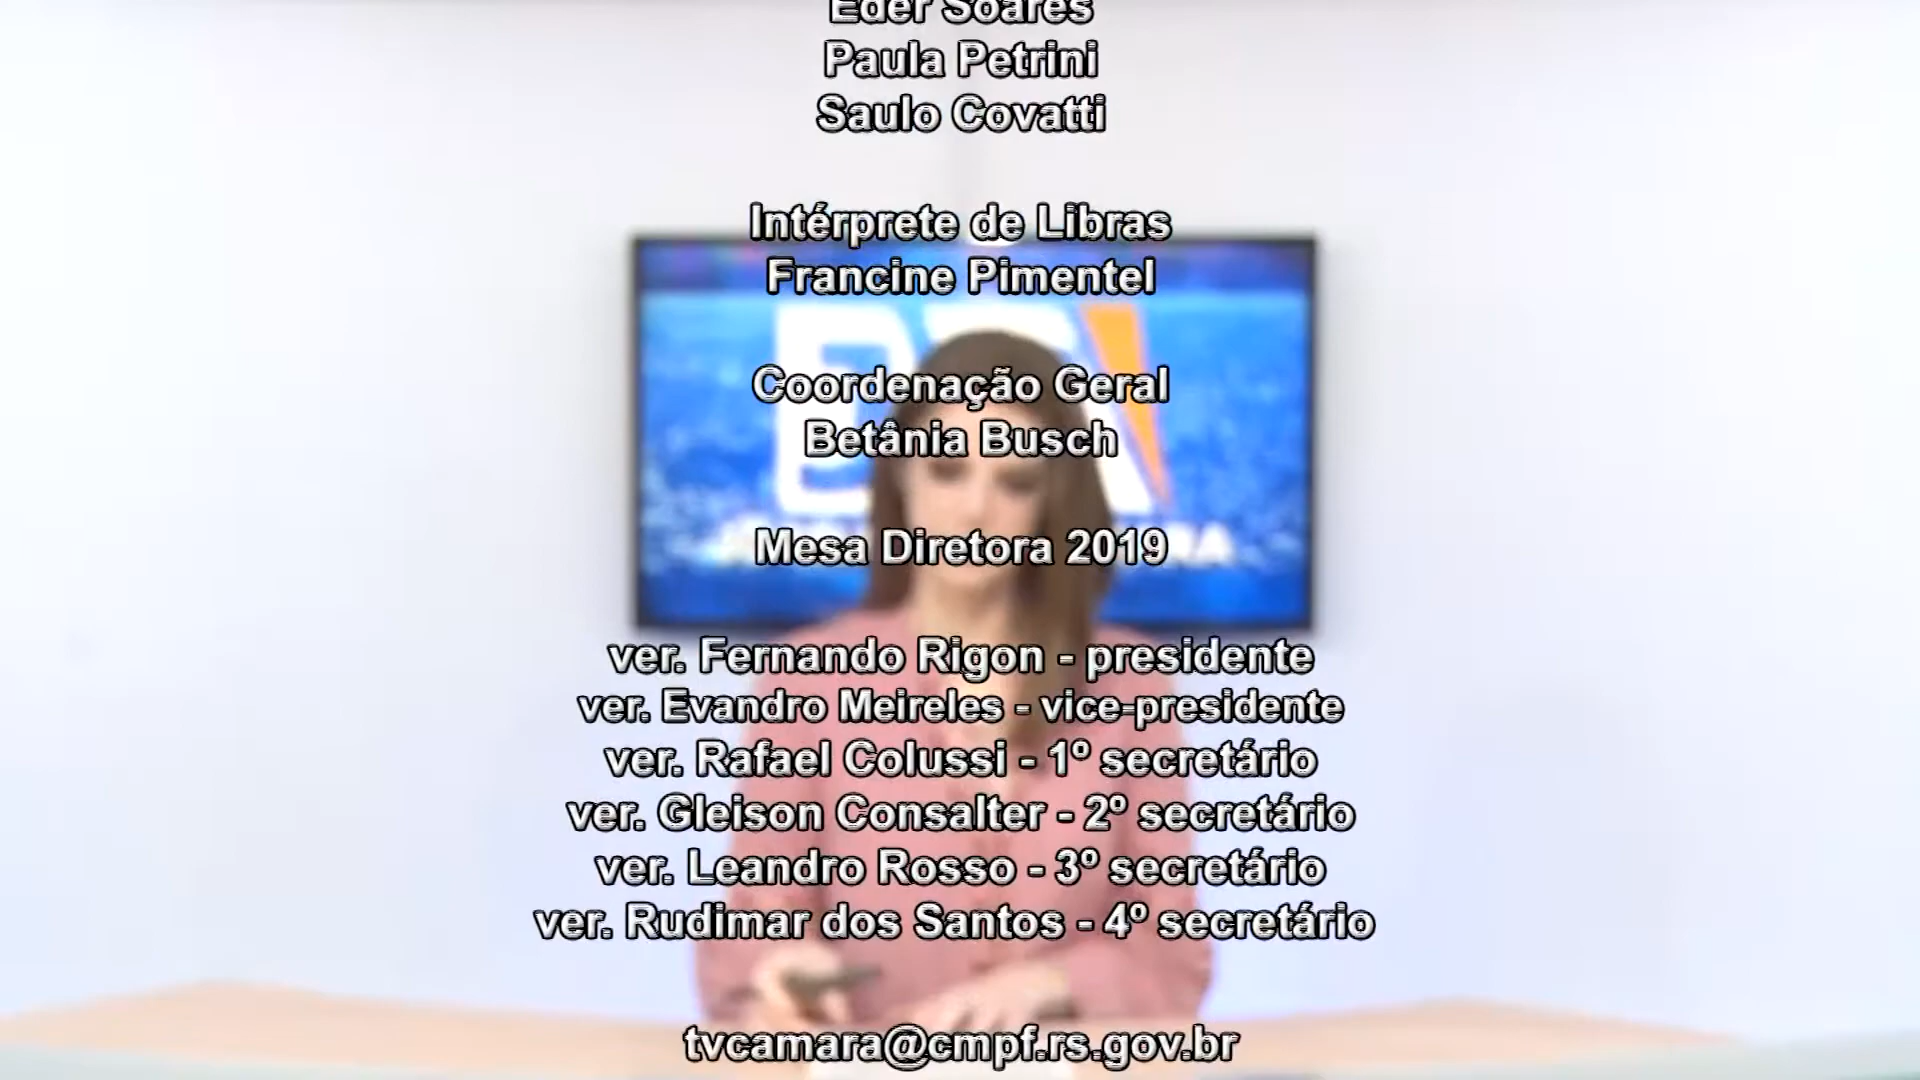 Eder Soares
Paula Petrini
Saulo Covatti
Intérprete de Libras
Francine Pimentel
Coordenação Geral
Betânia Busch
Mesa Diretora 2019
ver. Fernando Rigon - presidente
ver. Evandro Meireles - vice-presidente
ver. Rafael Colussi - 1º secretário
ver. Gleison Consalter - 2º secretário
ver. Leandro Rosso - 3º secretário
ver. Rudimar dos Santos - 4º secretário
tvcamara@cmpf.rs.gov.br